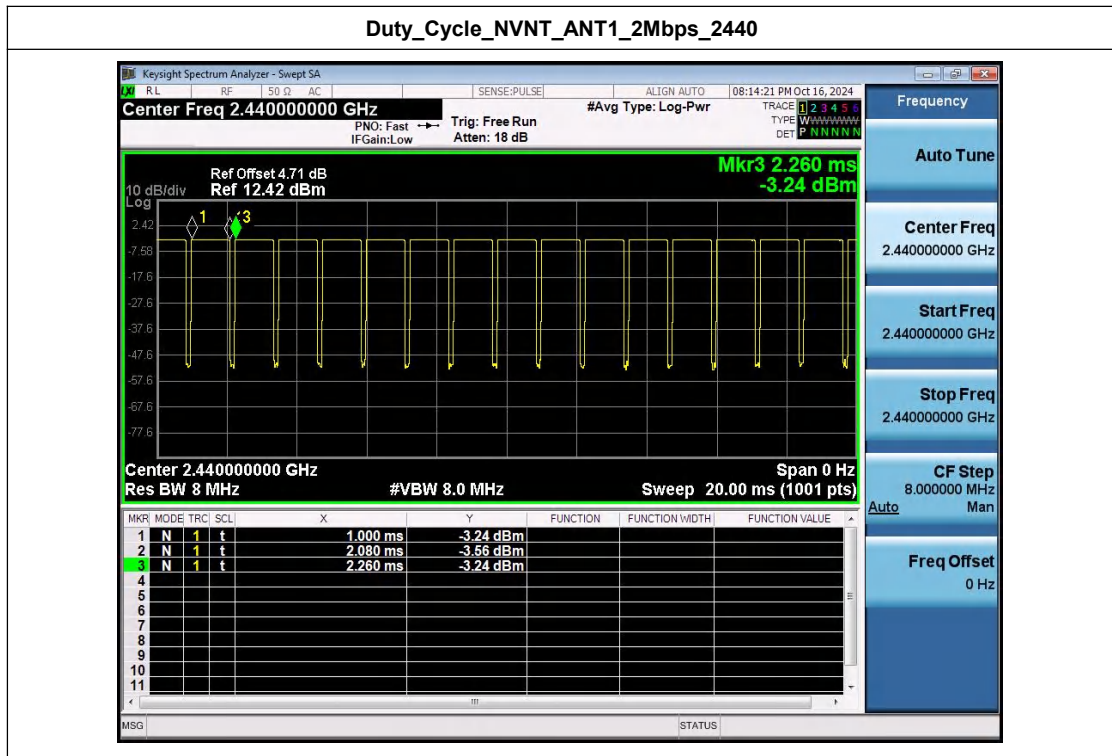 Duty_Cycle_NVNT_ANT1_2Mbps_2440
Keysight Spectrum Analyzer - Swept SA
LXI RL RF 50 Ω AC SENSE:PULSE ALIGN AUTO 08:14:21 PM Oct 16, 2024
Center Freq 2.440000000 GHz
PNO: Fast
IFGain:Low
Trig: Free Run
Atten: 18 dB
#Avg Type: Log-Pwr
TRACE 1 2 3 4 5 6
TYPE WWWWWW
DET P N N N N N
Frequency
Auto Tune
Center Freq
2.440000000 GHz
Start Freq
2.440000000 GHz
Stop Freq
2.440000000 GHz
CF Step
8.000000 MHz
Auto Man
Freq Offset
0 Hz
Mkr3 2.260 ms
-3.24 dBm
Ref Offset 4.71 dB
10 dB/div Ref 12.42 dBm
Log
1 3
2.42
-7.58
-17.6
-27.6
-37.6
-47.6
-57.6
-67.6
-77.6
Center 2.440000000 GHz Span 0 Hz
Res BW 8 MHz #VBW 8.0 MHz Sweep 20.00 ms (1001 pts)
MKR MODE TRC SCL X Y FUNCTION FUNCTION WIDTH FUNCTION VALUE
1 N 1 t 1.000 ms -3.24 dBm
2 N 1 t 2.080 ms -3.56 dBm
3 N 1 t 2.260 ms -3.24 dBm
4
5
6
7
8
9
10
11
MSG STATUS